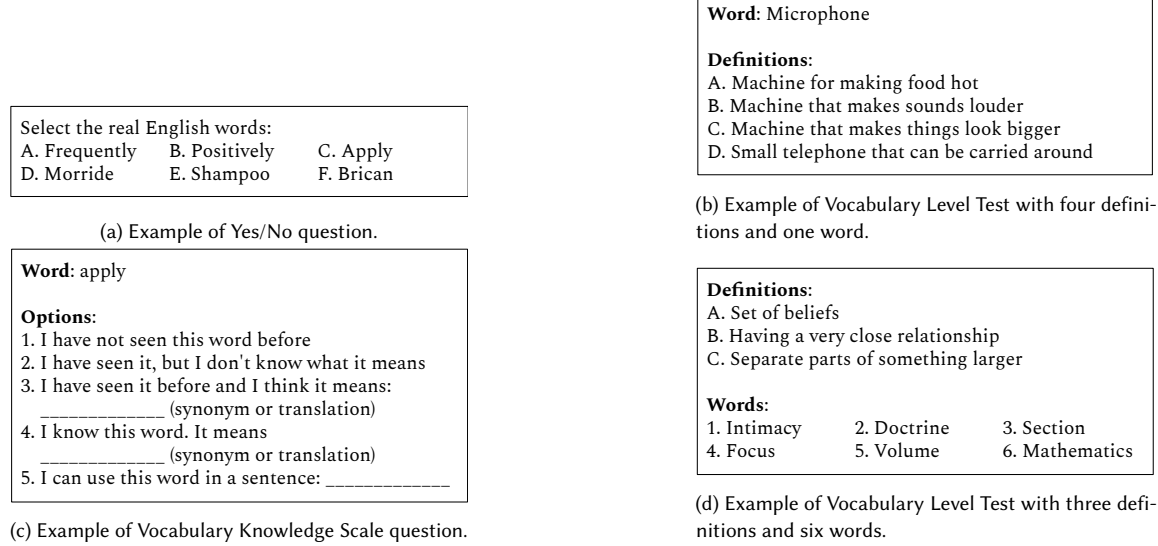 Select the real English words:
A. Frequently B. Positively C. Apply
D. Morride E. Shampoo F. Brican
(a) Example of Yes/No question.
Word: Microphone
Definitions:
A. Machine for making food hot
B. Machine that makes sounds louder
C. Machine that makes things look bigger
D. Small telephone that can be carried around
(b) Example of Vocabulary Level Test with four defini-
tions and one word.
Word: apply
Options:
1. I have not seen this word before
2. I have seen it, but I don't know what it means
3. I have seen it before and I think it means:
_____________ (synonym or translation)
4. I know this word. It means
_____________ (synonym or translation)
5. I can use this word in a sentence: _____________
(c) Example of Vocabulary Knowledge Scale question.
Definitions:
A. Set of beliefs
B. Having a very close relationship
C. Separate parts of something larger
Words:
1. Intimacy 2. Doctrine 3. Section
4. Focus 5. Volume 6. Mathematics
(d) Example of Vocabulary Level Test with three defi-
nitions and six words.